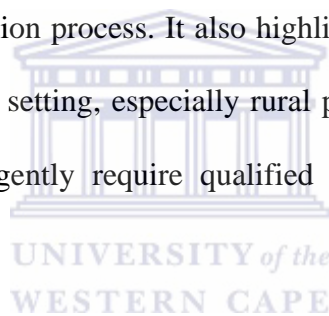 ion process. It also highli
setting, especially rural p
gently require qualified
UNIVERSITY of the
WESTERN CAPE